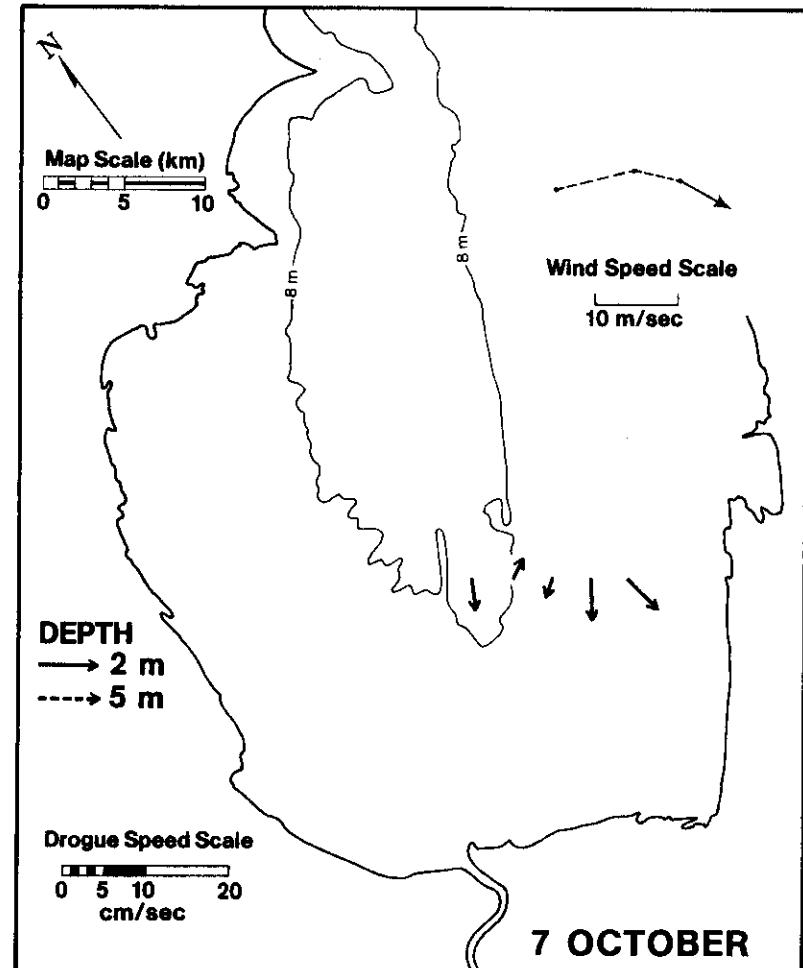 N
Map Scale (km)
0 5 10
8 m
8 m
Wind Speed Scale
10 m/sec
DEPTH
2 m
5 m
Drogue Speed Scale
0 5 10 20
cm/sec
7 OCTOBER